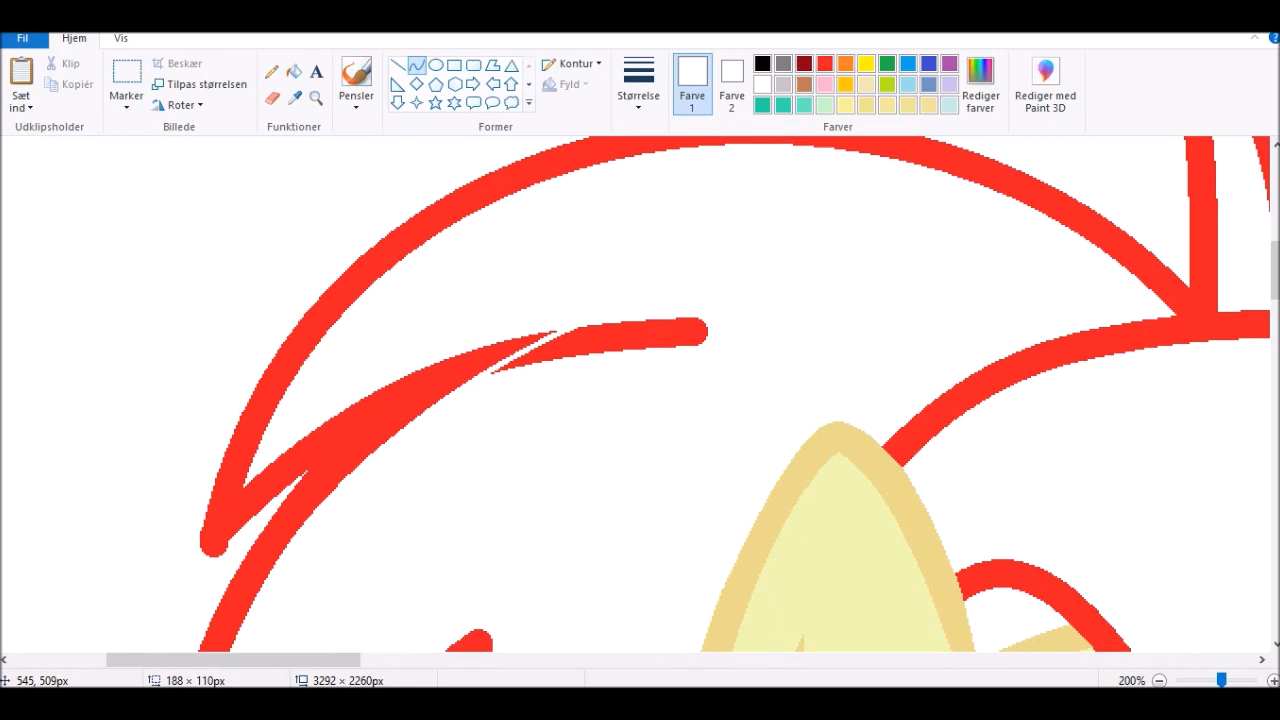 Fil Hjem Vis
Sæt ind
Klip
Kopiér
Udklipsholder
Marker
Beskær
Tilpas størrelsen
Roter
Billede
A
Funktioner
Pensler
Kontur
Fyld
Former
Størrelse
Farve 1
Farve 2
Rediger farver
Farver
Rediger med Paint 3D
545, 509px 188 × 110px 3292 × 2260px 200%